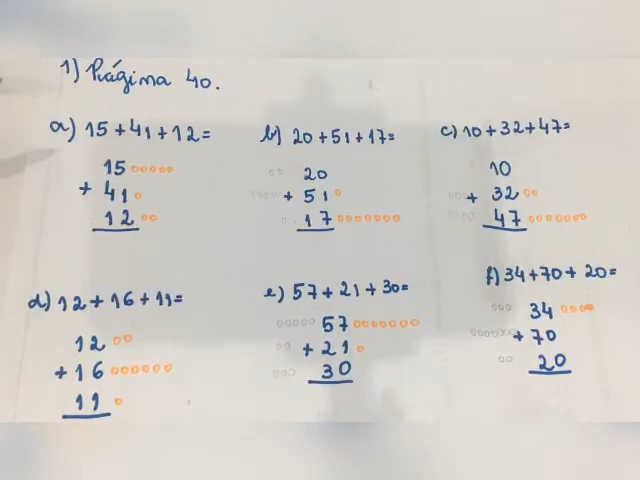 1) Página 40.
a) 15 + 41 + 12 =
15
+ 41
12
b) 20 + 51 + 17 =
20
+ 51
17
c) 10 + 32 + 47 =
10
+ 32
47
d) 12 + 16 + 11 =
12
+ 16
11
e) 57 + 21 + 30 =
57
+ 21
30
f) 34 + 70 + 20 =
34
+ 70
20